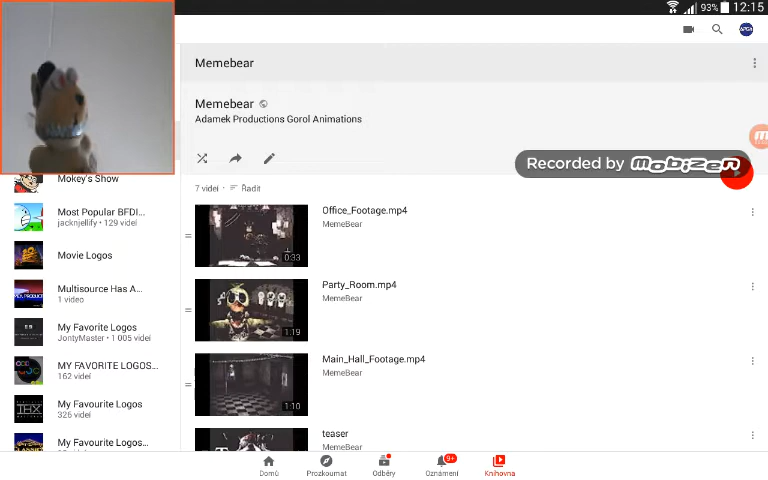 93% 12:15
Memebear
Memebear
Adamek Productions Gorol Animations
Recorded by mobizen
7 videí · Řadit
Office_Footage.mp4
MemeBear
0:33
Party_Room.mp4
MemeBear
1:19
Main_Hall_Footage.mp4
MemeBear
1:10
teaser
MemeBear
Mokey's Show
Most Popular BFDI...
jacknjellify • 129 videí
Movie Logos
Multisource Has A...
1 video
My Favorite Logos
JontyMaster • 1 005 videí
MY FAVORITE LOGOS...
162 videí
THX
My Favourite Logos
326 videí
My Favourite Logos...
Domů
Prozkoumat
Odběry
9+
Oznámení
Knihovna